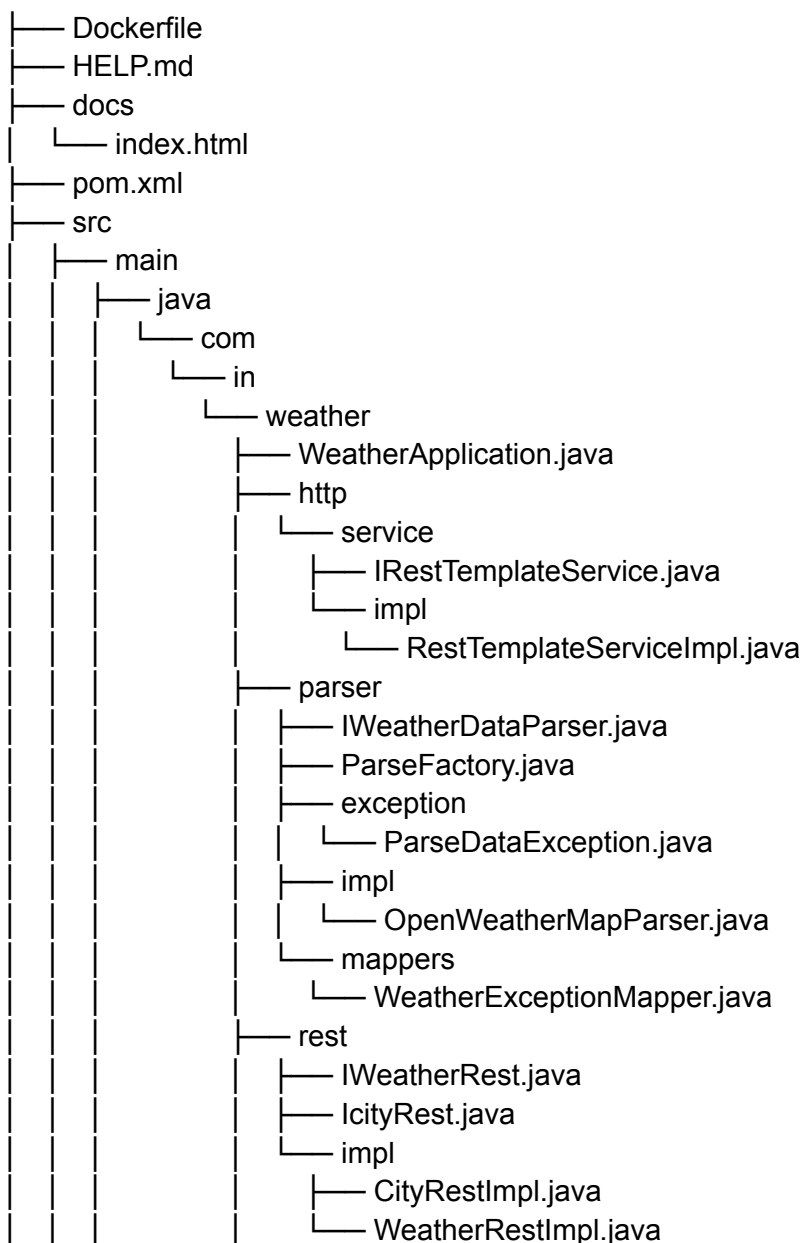 ├── Dockerfile
├── HELP.md
├── docs
│   └── index.html
├── pom.xml
├── src
│   ├── main
│   │   ├── java
│   │   │   └── com
│   │   │       └── in
│   │   │           └── weather
│   │   │               ├── WeatherApplication.java
│   │   │               ├── http
│   │   │               │   └── service
│   │   │               │       ├── IRestTemplateService.java
│   │   │               │       └── impl
│   │   │               │           └── RestTemplateServiceImpl.java
│   │   │               ├── parser
│   │   │               │   ├── IWeatherDataParser.java
│   │   │               │   ├── ParseFactory.java
│   │   │               │   ├── exception
│   │   │               │   │   └── ParseDataException.java
│   │   │               │   ├── impl
│   │   │               │   │   └── OpenWeatherMapParser.java
│   │   │               │   └── mappers
│   │   │               │       └── WeatherExceptionMapper.java
│   │   │               ├── rest
│   │   │               │   ├── IWeatherRest.java
│   │   │               │   ├── IcityRest.java
│   │   │               │   └── impl
│   │   │               │       ├── CityRestImpl.java
│   │   │               │       └── WeatherRestImpl.java